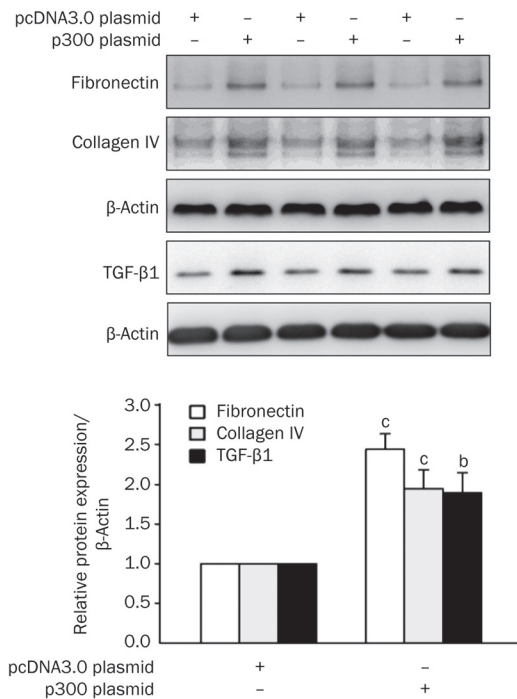 pcDNA3.0 plasmid + – + – + –
p300 plasmid – + – + – +
Fibronectin
Collagen IV
β-Actin
TGF-β1
β-Actin
Relative protein expression/
β-Actin
3.0
2.5
2.0
1.5
1.0
0.5
0.0
Fibronectin
Collagen IV
TGF-β1
c
c
b
pcDNA3.0 plasmid + –
p300 plasmid – +